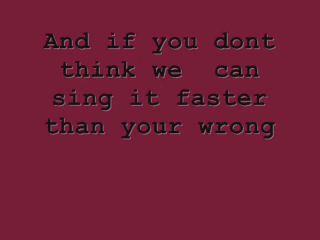 And if you dont
think we  can
sing it faster
than your wrong